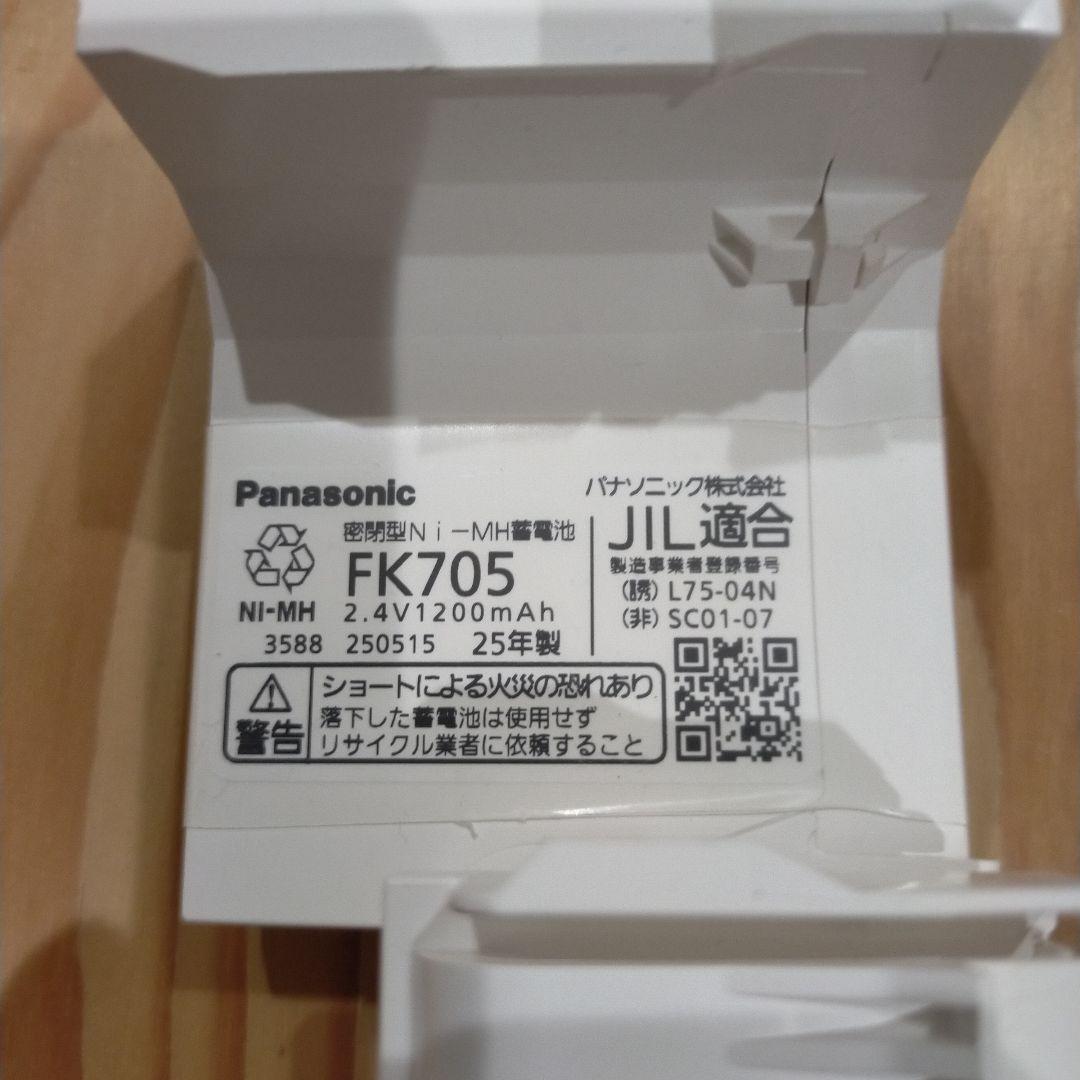 Panasonic
密閉型Ni-MH蓄電池
FK705
Ni-MH
2.4V1200mAh
3588 250515 25年製
パナソニック株式会社
JIL適合
製造事業者登録番号
(誘) L75-04N
(非) SC01-07
警告
ショートによる火災の恐れあり
落下した蓄電池は使用せず
リサイクル業者に依頼すること